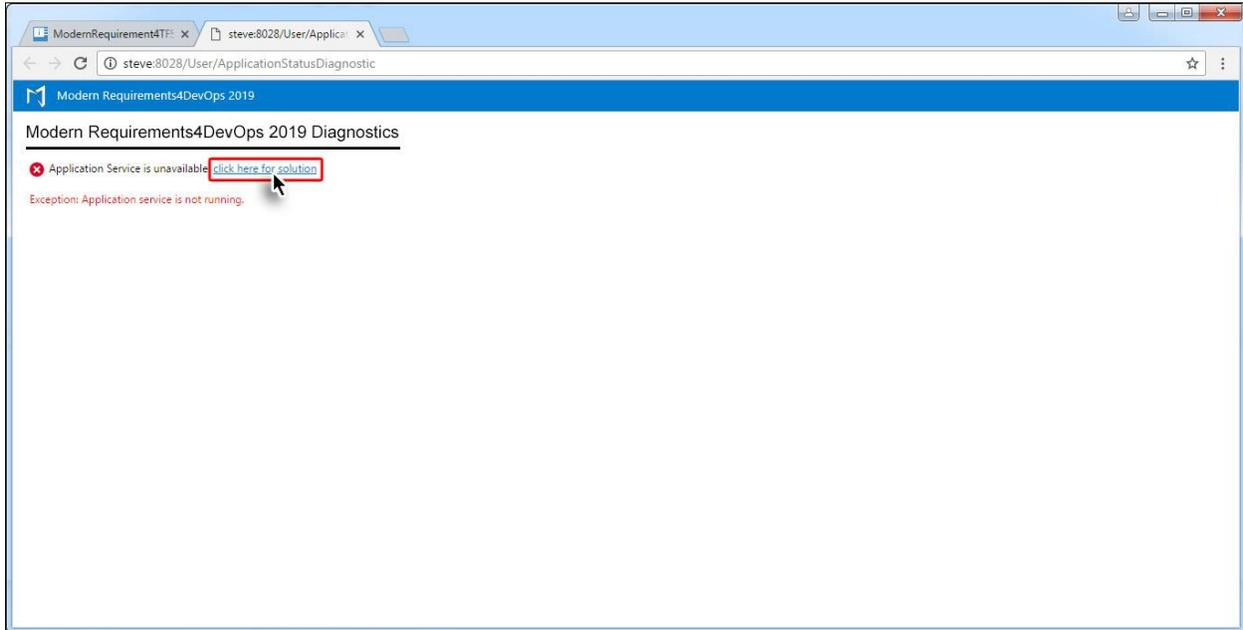 ModernRequirement4TFS
steve:8028/User/Applicat
steve:8028/User/ApplicationStatusDiagnostic
Modern Requirements4DevOps 2019
Modern Requirements4DevOps 2019 Diagnostics
Application Service is unavailable click here for solution
Exception: Application service is not running.